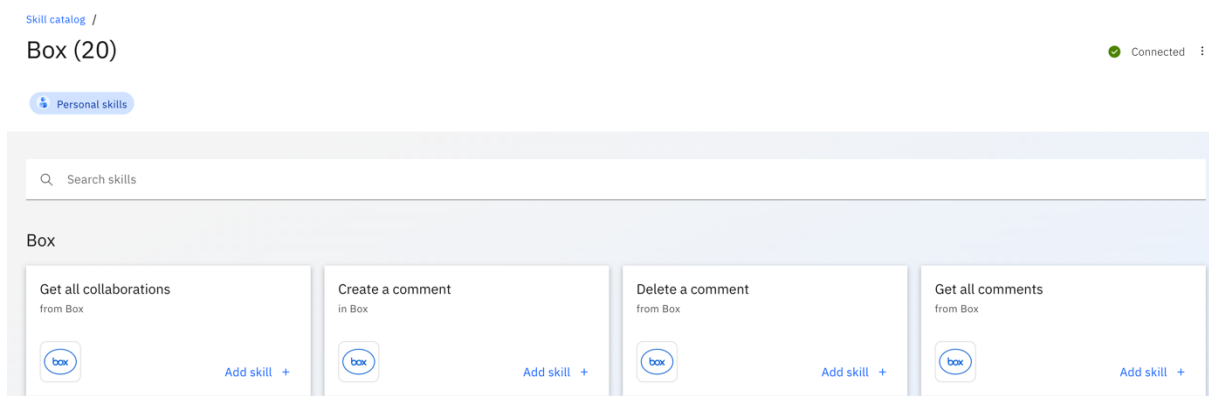 Skill catalog /
Box (20)
Connected
Personal skills
Search skills
Box
Get all collaborations
from Box
box
Add skill +
Create a comment
in Box
box
Add skill +
Delete a comment
from Box
box
Add skill +
Get all comments
from Box
box
Add skill +